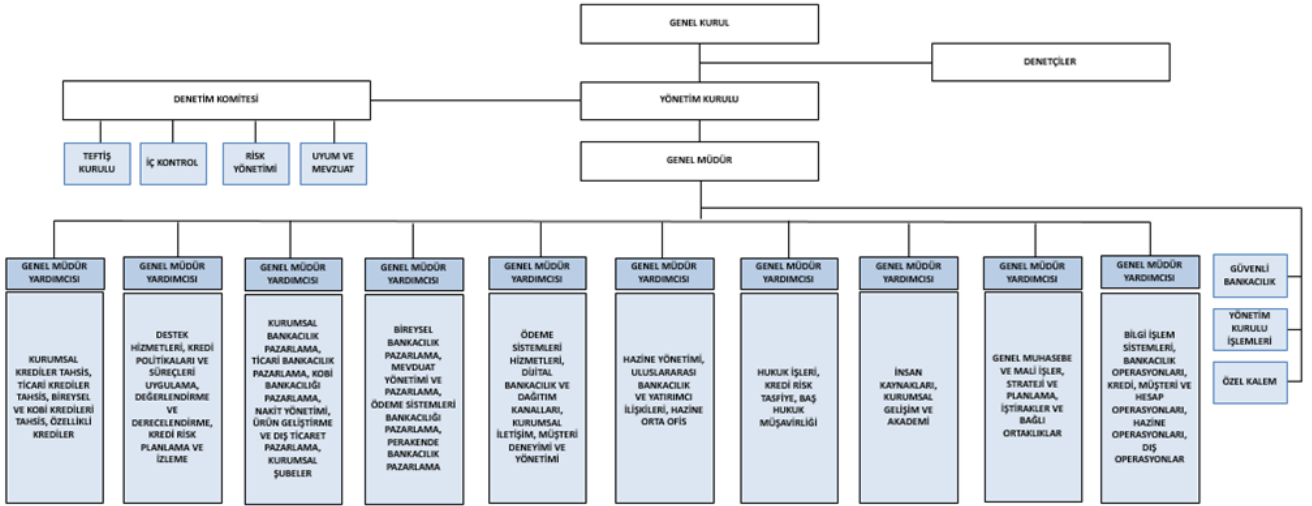 GENEL KURUL
DENETÇİLER
DENETİM KOMİTESİ
YÖNETİM KURULU
TEFTİŞ
KURULU
İÇ KONTROL
RİSK
YÖNETİMİ
UYUM VE
MEVZUAT
GENEL MÜDÜR
GENEL MÜDÜR
YARDIMCISI
KURUMSAL
KREDİLER TAHSİS,
TİCARİ KREDİLER
TAHSİS, BİREYSEL
VE KOBİ KREDİLERİ
TAHSİS, ÖZELLİKLİ
KREDİLER
GENEL MÜDÜR
YARDIMCISI
DESTEK
HİZMETLERİ, KREDİ
POLİTİKALARI VE
SÜREÇLERİ
UYGULAMA,
DEĞERLENDİRME
VE
DERECELENDİRME,
KREDİ RİSK
PLANLAMA VE
İZLEME
GENEL MÜDÜR
YARDIMCISI
KURUMSAL
BANKACILIK
PAZARLAMA,
TİCARİ BANKACILIK
PAZARLAMA, KOBİ
BANKACILIĞI
PAZARLAMA,
NAKİT YÖNETİMİ,
ÜRÜN GELİŞTİRME
VE DIŞ TİCARET
PAZARLAMA,
KURUMSAL
ŞUBELER
GENEL MÜDÜR
YARDIMCISI
BİREYSEL
BANKACILIK
PAZARLAMA,
MEVDUAT
YÖNETİMİ VE
PAZARLAMA,
ÖDEME SİSTEMLERİ
BANKACILIĞI
PAZARLAMA,
PERAKENDE
BANKACILIK
PAZARLAMA
GENEL MÜDÜR
YARDIMCISI
ÖDEME
SİSTEMLERİ
HİZMETLERİ,
DİJİTAL
BANKACILIK VE
DAĞITIM
KANALLARI,
KURUMSAL
İLETİŞİM, MÜŞTERİ
DENEYİMİ VE
YÖNETİMİ
GENEL MÜDÜR
YARDIMCISI
HAZİNE YÖNETİMİ,
ULUSLARARASI
BANKACILIK
VE YATIRIMCI
İLİŞKİLERİ, HAZİNE
ORTA OFİS
GENEL MÜDÜR
YARDIMCISI
HUKUK İŞLERİ,
KREDİ RİSK
TASFİYE, BAŞ
HUKUK
MÜŞAVİRLİĞİ
GENEL MÜDÜR
YARDIMCISI
İNSAN
KAYNAKLARI,
KURUMSAL
GELİŞİM VE
AKADEMİ
GENEL MÜDÜR
YARDIMCISI
GENEL MUHASEBE
VE MALİ İŞLER,
STRATEJİ VE
PLANLAMA,
İŞTİRAKLER VE
BAĞLI
ORTAKLIKLAR
GENEL MÜDÜR
YARDIMCISI
BİLGİ İŞLEM
SİSTEMLERİ,
BANKACILIK
OPERASYONLARI,
KREDİ, MÜŞTERİ VE
HESAP
OPERASYONLARI,
HAZİNE
OPERASYONLARI,
DIŞ
OPERASYONLAR
GÜVENLİ
BANKACILIK
YÖNETİM
KURULU
İŞLEMLERİ
ÖZEL KALEM